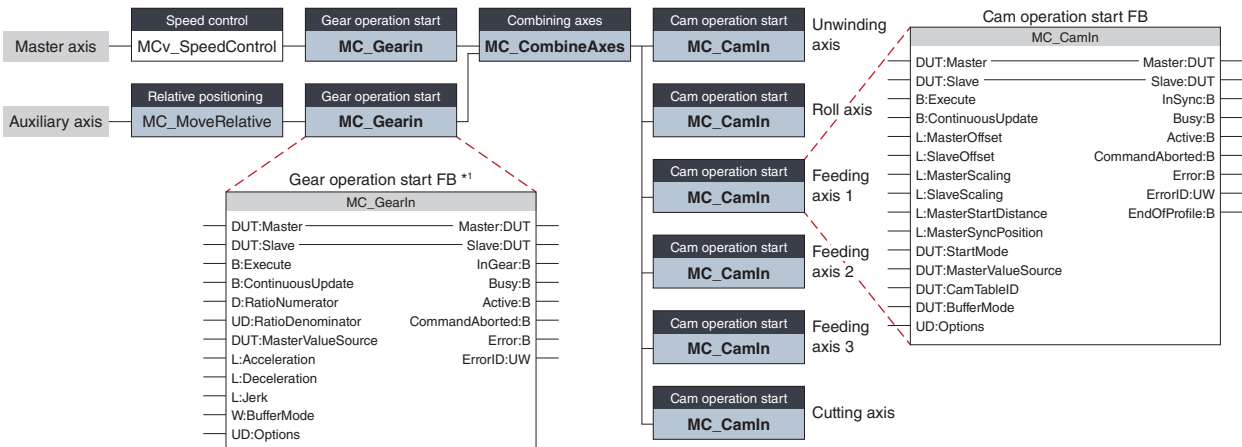 Speed control
Gear operation start
Combining axes
Cam operation start
Unwinding
axis
Master axis
MCv_SpeedControl
MC_Gearin
MC_CombineAxes
MC_CamIn
Relative positioning
Gear operation start
Cam operation start
Roll axis
Auxiliary axis
MC_MoveRelative
MC_Gearin
MC_CamIn
Cam operation start
Feeding
axis 1
MC_CamIn
Cam operation start
Feeding
axis 2
MC_CamIn
Cam operation start
Feeding
axis 3
MC_CamIn
Cam operation start
Cutting axis
MC_CamIn
Gear operation start FB *1
MC_GearIn
DUT:Master Master:DUT
DUT:Slave Slave:DUT
B:Execute InGear:B
B:ContinuousUpdate Busy:B
D:RatioNumerator Active:B
UD:RatioDenominator CommandAborted:B
DUT:MasterValueSource Error:B
L:Acceleration ErrorID:UW
L:Deceleration
L:Jerk
W:BufferMode
UD:Options
Cam operation start FB
MC_CamIn
DUT:Master Master:DUT
DUT:Slave Slave:DUT
B:Execute InSync:B
B:ContinuousUpdate Busy:B
L:MasterOffset Active:B
L:SlaveOffset CommandAborted:B
L:MasterScaling Error:B
L:SlaveScaling ErrorID:UW
L:MasterStartDistance EndOfProfile:B
L:MasterSyncPosition
DUT:StartMode
DUT:MasterValueSource
DUT:CamTableID
DUT:BufferMode
UD:Options